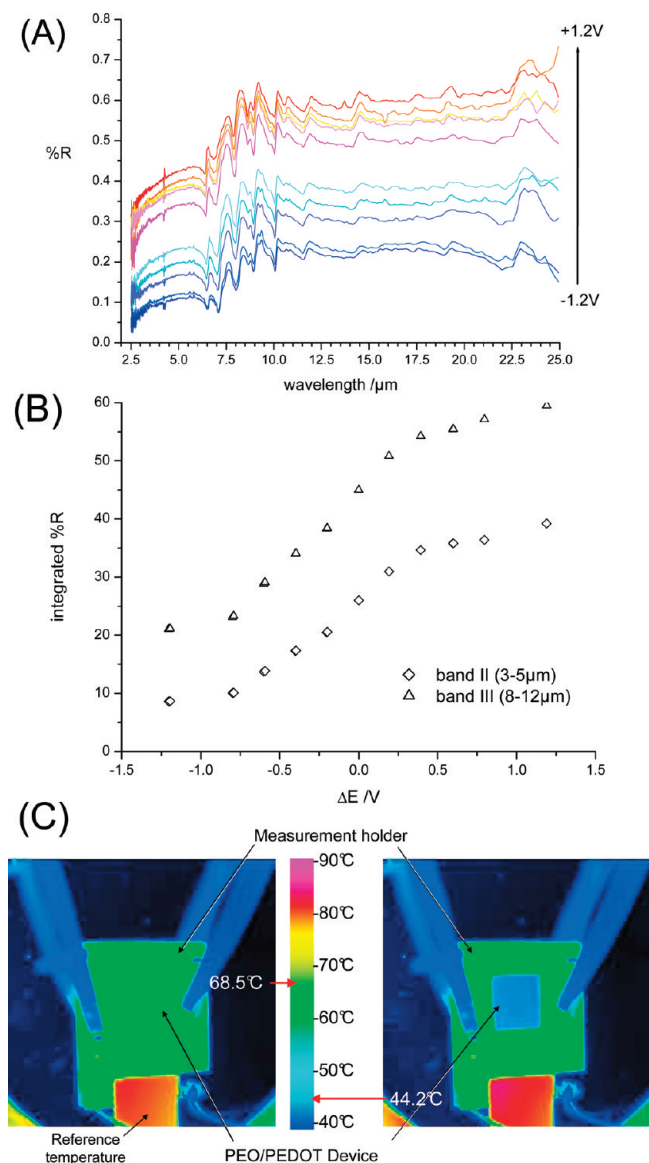 (A)
0.8
0.7
0.6
0.5
0.4
0.3
0.2
0.1
0.0
%R
+1.2V
-1.2V
2.5 5.0 7.5 10.0 12.5 15.0 17.5 20.0 22.5 25.0
wavelength /µm
(B)
60
50
40
30
20
10
0
integrated %R
band II (3-5µm)
band III (8-12µm)
-1.5 -1.0 -0.5 0.0 0.5 1.0 1.5
ΔE /V
(C)
Measurement holder
90℃
80℃
70℃
68.5℃
60℃
50℃
44.2℃
40℃
Reference
temperature
PEO/PEDOT Device